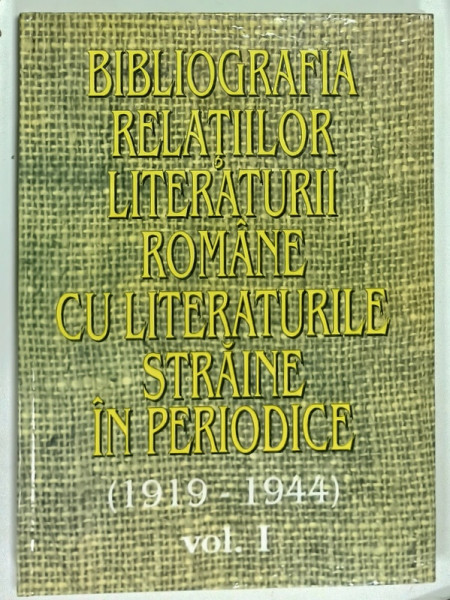 BIBLIOGRAFIA
RELAȚIILOR
LITERATURII
ROMÂNE
CU LITERATURILE
STRĂINE
ÎN PERIODICE
(1919 - 1944)
vol. I